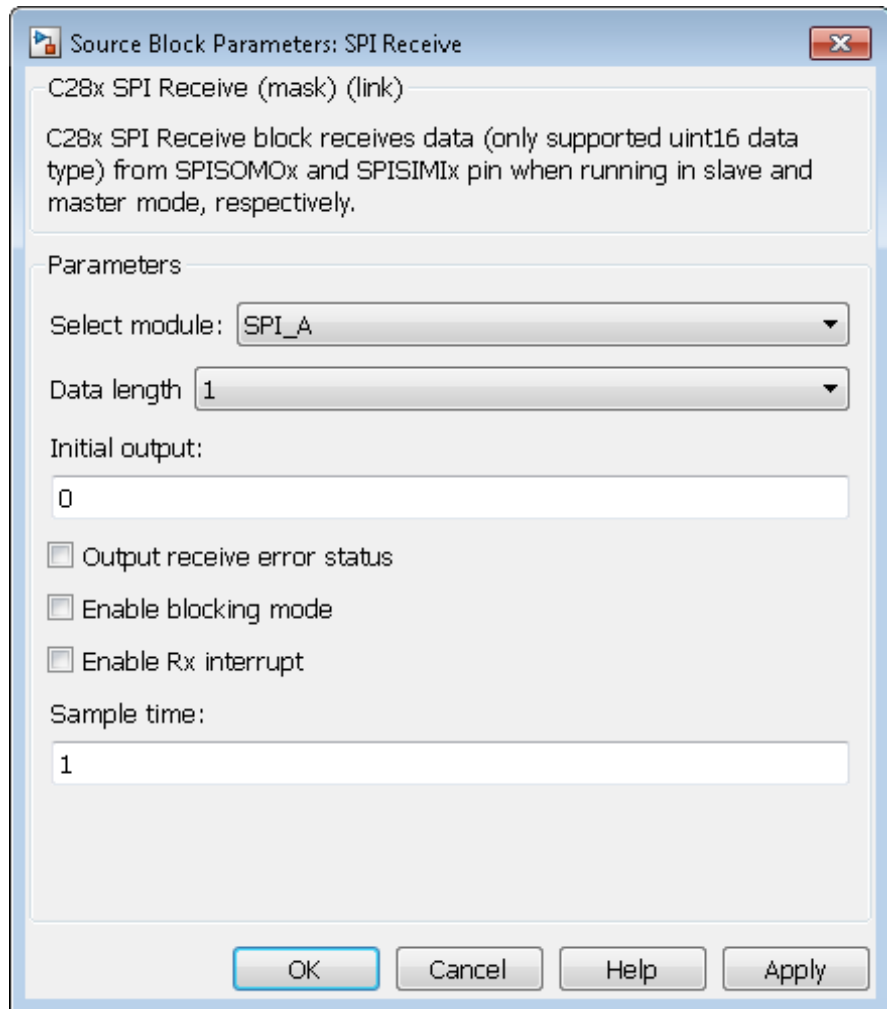 Source Block Parameters: SPI Receive
C28x SPI Receive (mask) (link)
C28x SPI Receive block receives data (only supported uint16 data
type) from SPISOMOx and SPISIMIx pin when running in slave and
master mode, respectively.
Parameters
Select module: SPI_A
Data length 1
Initial output:
0
Output receive error status
Enable blocking mode
Enable Rx interrupt
Sample time:
1
OK Cancel Help Apply